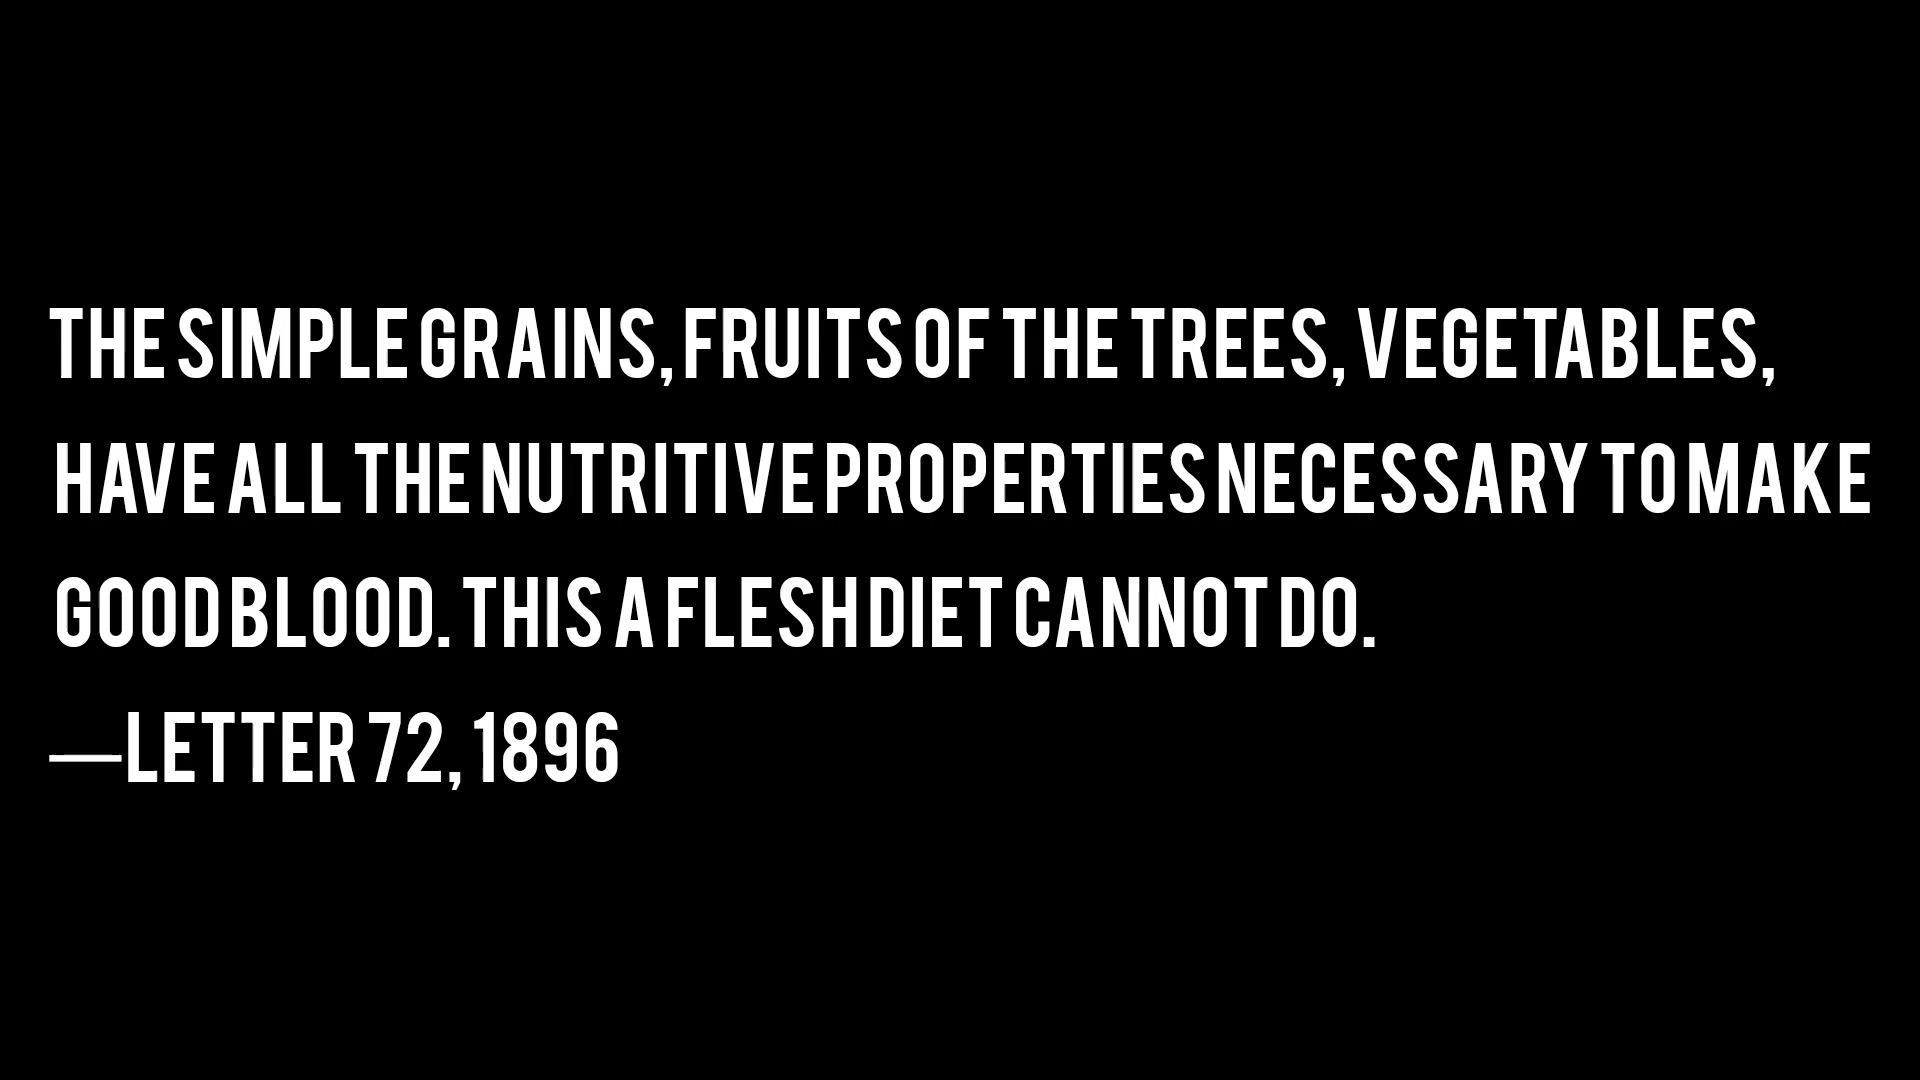 THE SIMPLE GRAINS, FRUITS OF THE TREES, VEGETABLES,
HAVE ALL THE NUTRITIVE PROPERTIES NECESSARY TO MAKE
GOOD BLOOD. THIS A FLESH DIET CANNOT DO.
—LETTER 72, 1896